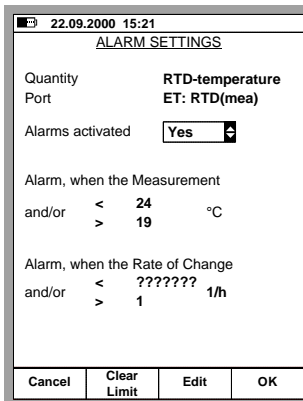 22.09.2000 15:21
ALARM SETTINGS
Quantity RTD-temperature
Port ET: RTD(mea)
Alarms activated Yes
Alarm, when the Measurement
< 24
and/or °C
> 19
Alarm, when the Rate of Change
< ???????
and/or 1/h
> 1
Cancel Clear Limit Edit OK